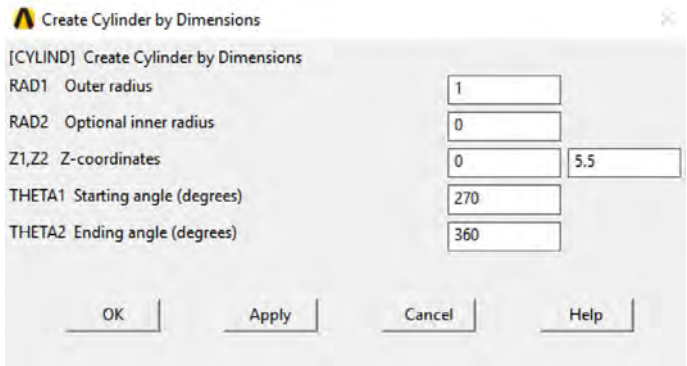 Create Cylinder by Dimensions
[CYLIND] Create Cylinder by Dimensions
RAD1 Outer radius 1
RAD2 Optional inner radius 0
Z1,Z2 Z-coordinates 0 5.5
THETA1 Starting angle (degrees) 270
THETA2 Ending angle (degrees) 360
OK Apply Cancel Help